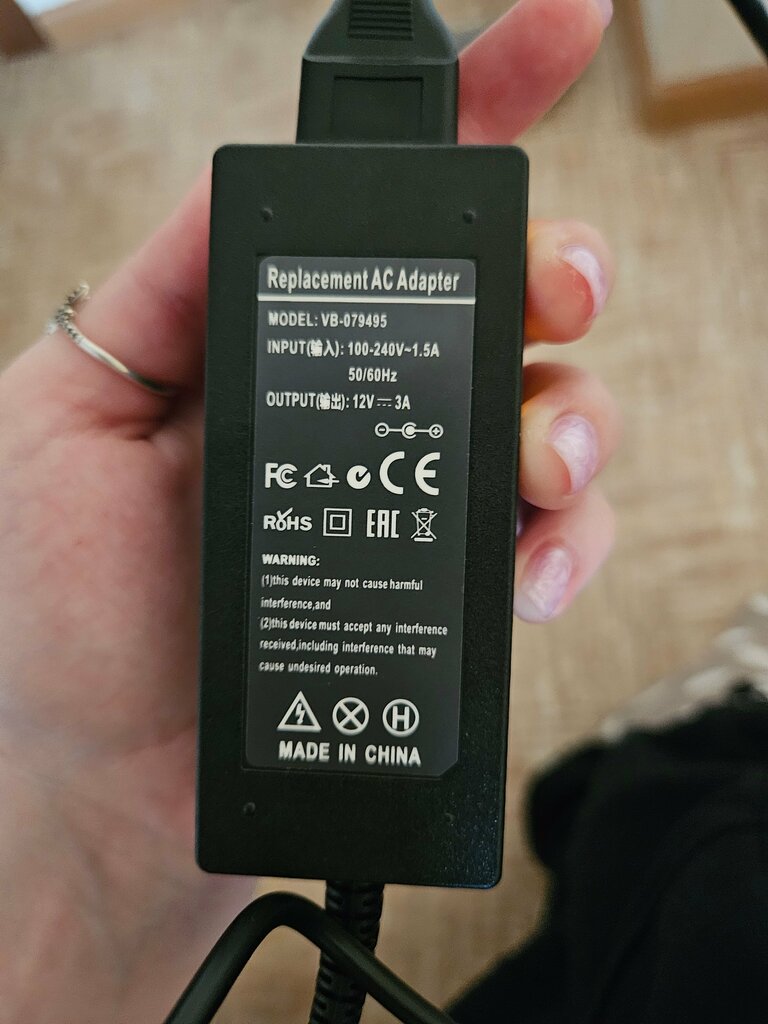 Replacement AC Adapter
MODEL: VB-079495
INPUT(输入): 100-240V~1.5A
50/60Hz
OUTPUT(输出): 12V⎓3A
FC CE
RoHS EAC
WARNING:
(1)this device may not cause harmful
interference,and
(2)this device must accept any interference
received,including interference that may
cause undesired operation.
H
MADE IN CHINA